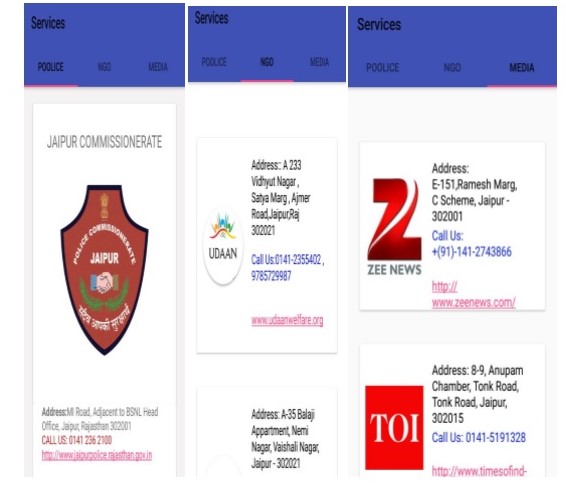 Services
POOLICE NGO MEDIA
JAIPUR COMMISSIONERATE
POLICE COMMISSIONERATE
JAIPUR
Address:MI Road, Adjacent to BSNL Head
Office, Jaipur, Rajasthan 302001
CALL US: 0141 236 2100
http://www.jaipurpolice.rajasthan.gov.in
Services
POOLICE NGO MEDIA
UDAAN
Address:: A 233
Vidhyut Nagar ,
Satya Marg , Ajmer
Road,Jaipur,Raj
302021
Call Us:0141-2355402 ,
9785729987
www.udaanwelfare.org
Address: A-35 Balaji
Appartment, Nemi
Nagar, Vaishali Nagar,
Jaipur - 302021
Services
POOLICE NGO MEDIA
ZEE NEWS
Address:
E-151,Ramesh Marg,
C Scheme, Jaipur -
302001
Call Us:
+(91)-141-2743866
http://
www.zeenews.com/
TOI
Address: 8-9, Anupam
Chamber, Tonk Road,
Tonk Road, Jaipur,
302015
Call Us: 0141-5191328
http://www.timesofind-